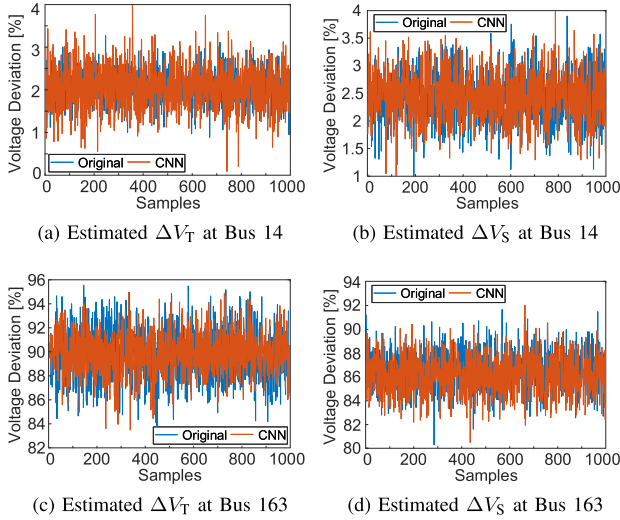 Voltage Deviation [%]
4
3
2
1
0
Original CNN
0 200 400 600 800 1000
Samples
(a) Estimated ΔV_T at Bus 14
Voltage Deviation [%]
4
3.5
3
2.5
2
1.5
1
Original CNN
0 200 400 600 800 1000
Samples
(b) Estimated ΔV_S at Bus 14
Voltage Deviation [%]
96
94
92
90
88
86
84
82
Original CNN
0 200 400 600 800 1000
Samples
(c) Estimated ΔV_T at Bus 163
Voltage Deviation [%]
94
92
90
88
86
84
82
80
Original CNN
0 200 400 600 800 1000
Samples
(d) Estimated ΔV_S at Bus 163